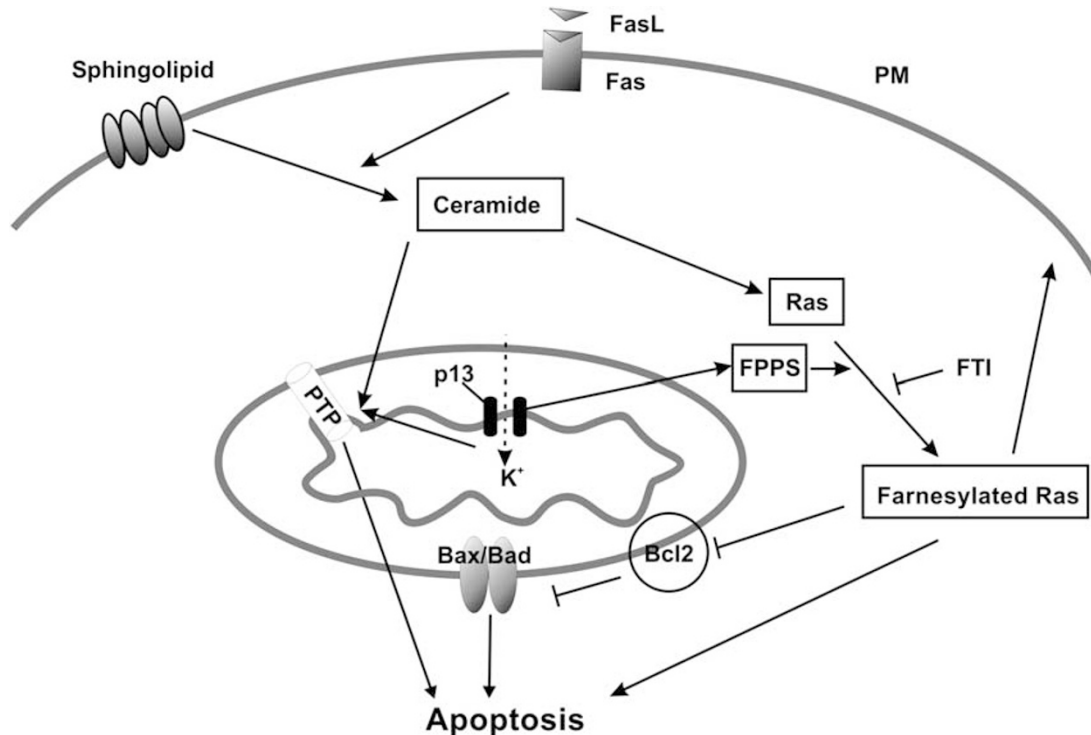 FasL
Sphingolipid
Fas
PM
Ceramide
Ras
p13
FPPS
FTI
PTP
K+
Farnesylated Ras
Bax/Bad
Bcl2
Apoptosis